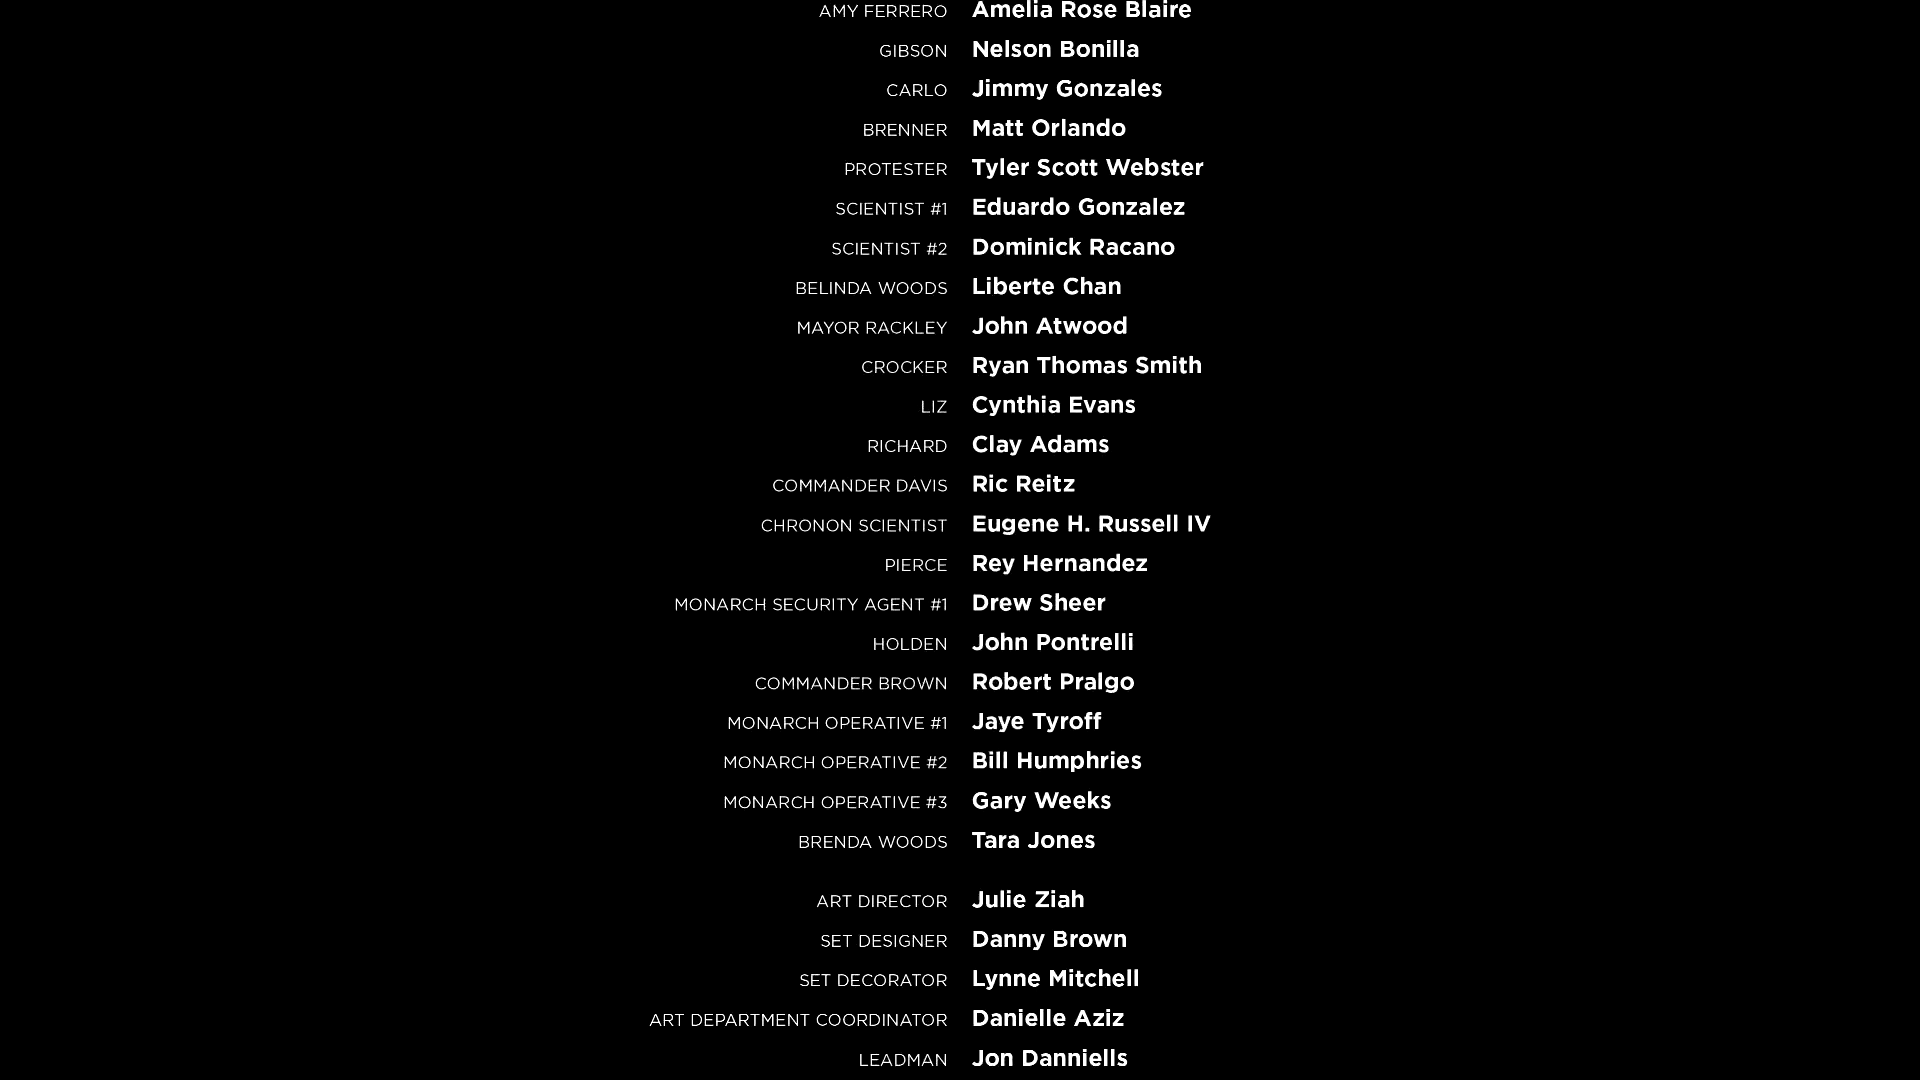 AMY FERRERO Amelia Rose Blaire
GIBSON Nelson Bonilla
CARLO Jimmy Gonzales
BRENNER Matt Orlando
PROTESTER Tyler Scott Webster
SCIENTIST #1 Eduardo Gonzalez
SCIENTIST #2 Dominick Racano
BELINDA WOODS Liberte Chan
MAYOR RACKLEY John Atwood
CROCKER Ryan Thomas Smith
LIZ Cynthia Evans
RICHARD Clay Adams
COMMANDER DAVIS Ric Reitz
CHRONON SCIENTIST Eugene H. Russell IV
PIERCE Rey Hernandez
MONARCH SECURITY AGENT #1 Drew Sheer
HOLDEN John Pontrelli
COMMANDER BROWN Robert Pralgo
MONARCH OPERATIVE #1 Jaye Tyroff
MONARCH OPERATIVE #2 Bill Humphries
MONARCH OPERATIVE #3 Gary Weeks
BRENDA WOODS Tara Jones
ART DIRECTOR Julie Ziah
SET DESIGNER Danny Brown
SET DECORATOR Lynne Mitchell
ART DEPARTMENT COORDINATOR Danielle Aziz
LEADMAN Jon Danniells